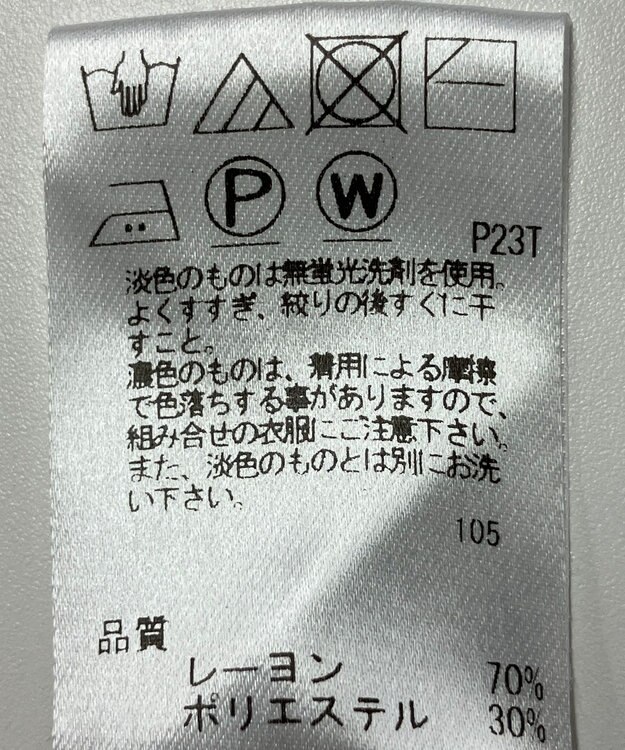 P W
P23T
淡色のものは無蛍光洗剤を使用。
よくすすぎ、絞りの後すぐに干
すこと。
濃色のものは、着用による摩擦
で色落ちする事がありますので、
組み合せの衣服にご注意下さい。
また、淡色のものとは別にお洗
い下さい。
105
品質
レーヨン 70%
ポリエステル 30%